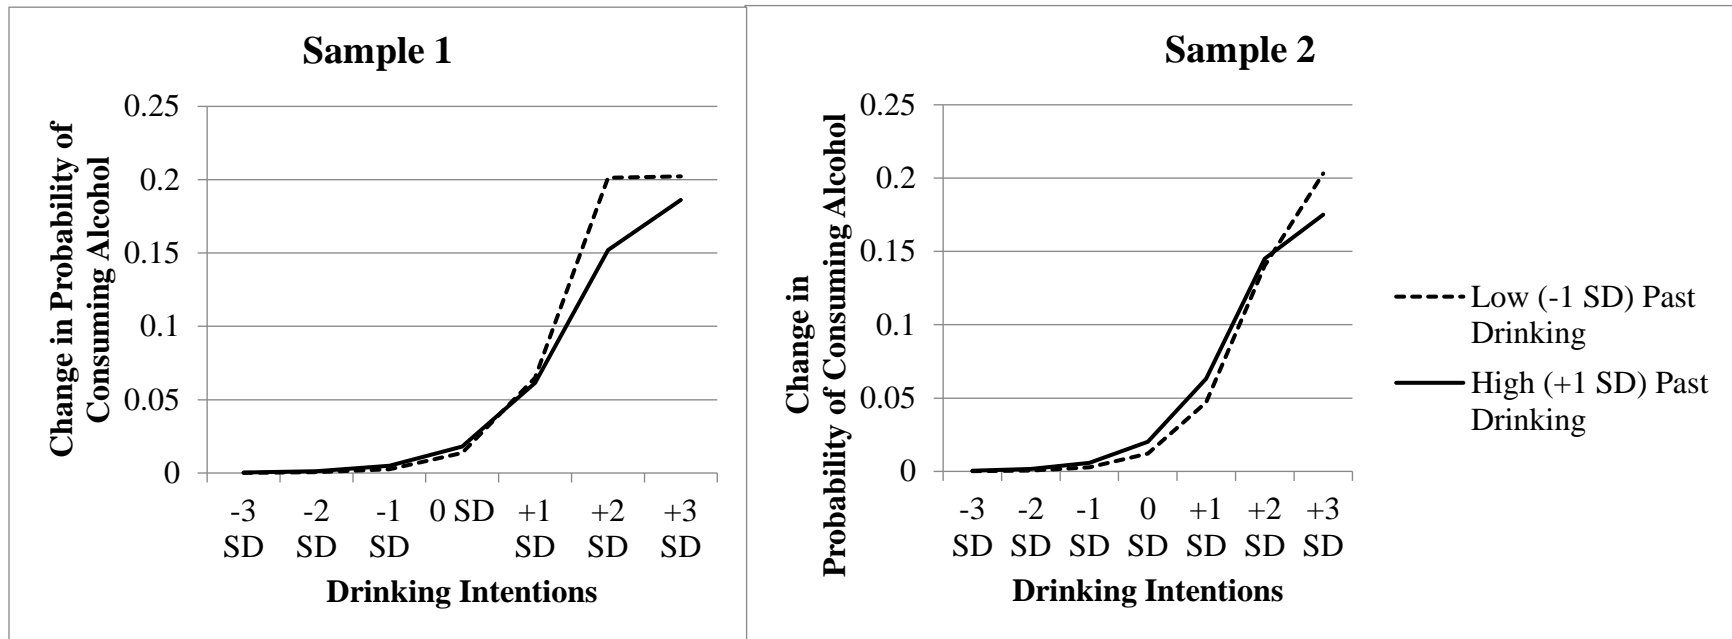 Sample 1
Change in Probability of
Consuming Alcohol
0.25
0.2
0.15
0.1
0.05
0
-3
SD
-2
SD
-1
SD
0 SD
+1
SD
+2
SD
+3
SD
Drinking Intentions
Sample 2
Change in
Probability of Consuming Alcohol
0.25
0.2
0.15
0.1
0.05
0
-3
SD
-2
SD
-1
SD
0
SD
+1
SD
+2
SD
+3
SD
Drinking Intentions
Low (-1 SD) Past
Drinking
High (+1 SD) Past
Drinking